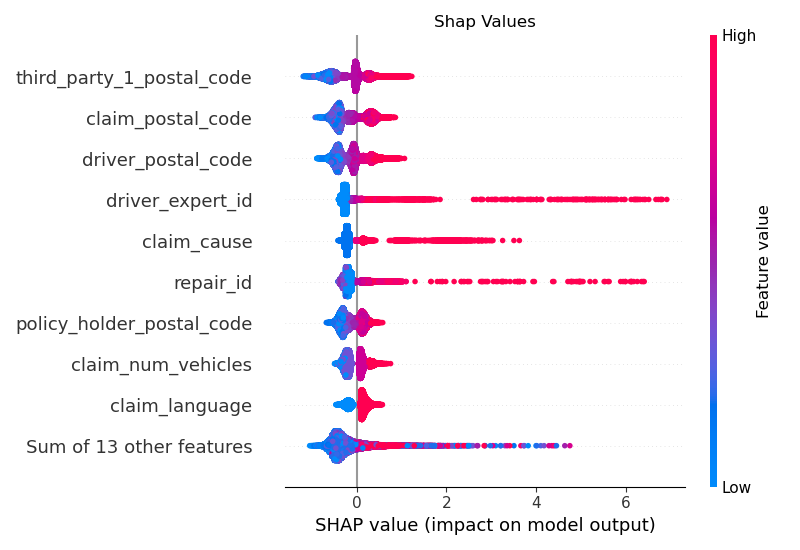 Shap Values
High
third_party_1_postal_code
claim_postal_code
driver_postal_code
driver_expert_id
claim_cause
repair_id
policy_holder_postal_code
claim_num_vehicles
claim_language
Sum of 13 other features
Feature value
Low
0 2 4 6
SHAP value (impact on model output)